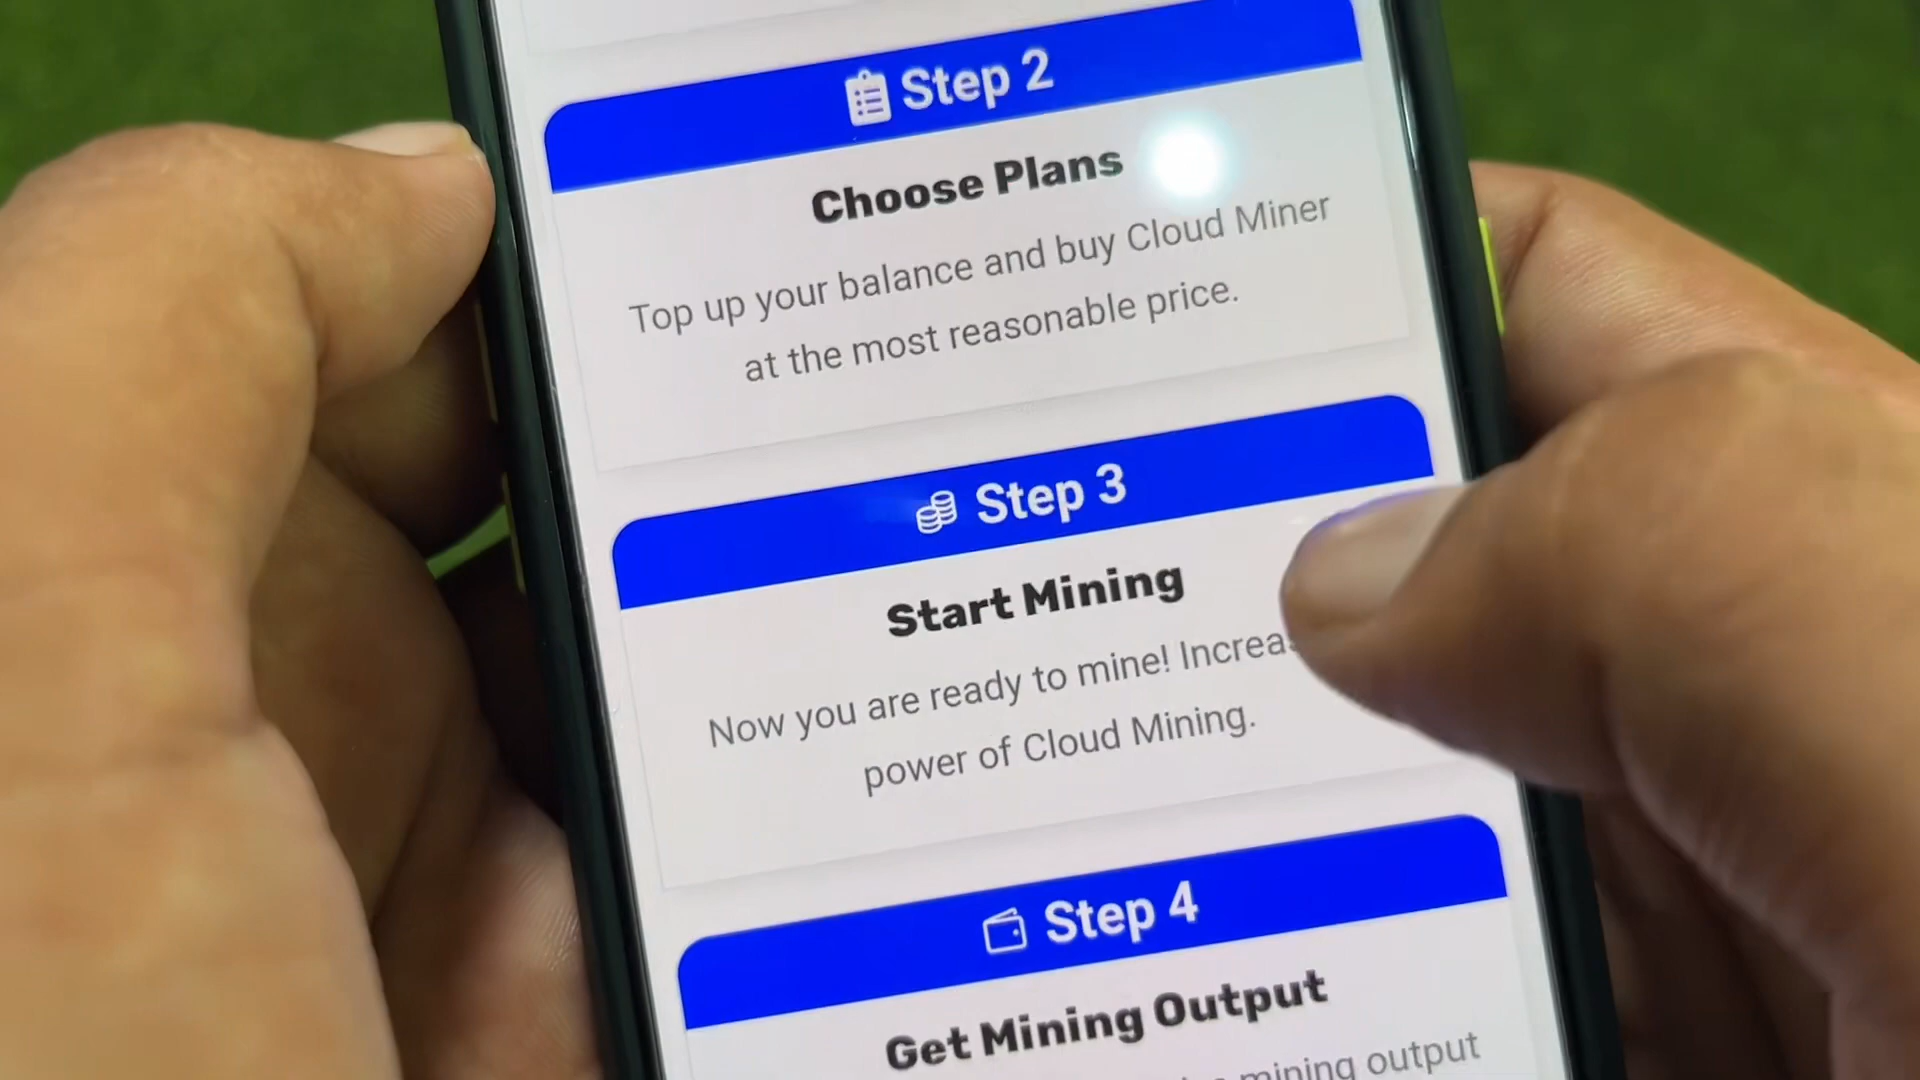 Step 2
Choose Plans
Top up your balance and buy Cloud Miner
at the most reasonable price.
Step 3
Start Mining
Now you are ready to mine!
power of Cloud Mining.
Step 4
Get Mining Output
mining output